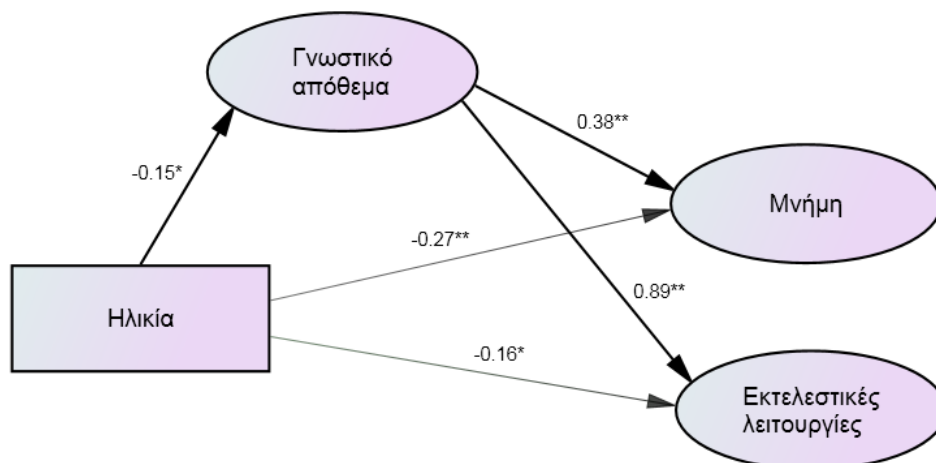 Γνωστικό
απόθεμα
0.38**
-0.15*
Μνήμη
-0.27**
0.89**
Ηλικία
-0.16*
Εκτελεστικές
λειτουργίες